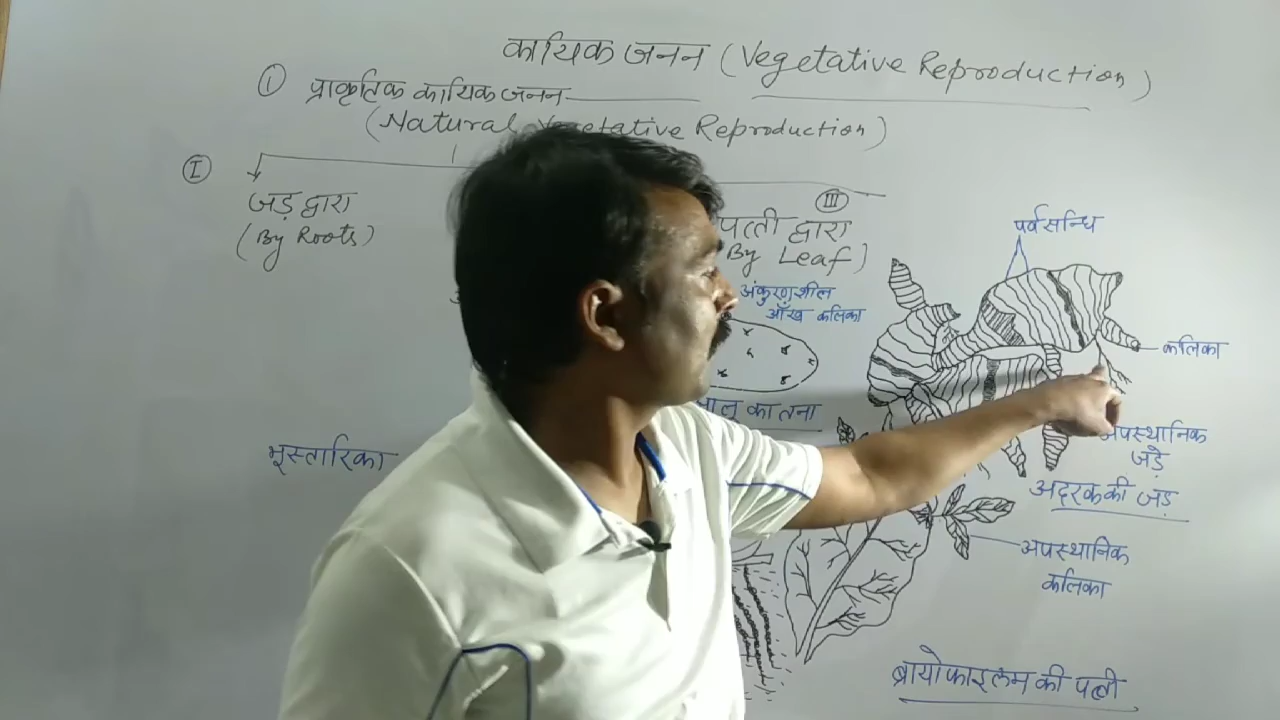 कायिक जनन (Vegetative Reproduction)
① प्राकृतिक कायिक जनन
(Natural Vegetative Reproduction)
Ⓘ
जड़ द्वारा
(By Roots)
III
पत्ती द्वारा
By Leaf)
अंकुरणशील
आँख कलिका
का तना
भूस्तारिका
पर्वसन्धि
कलिका
अपस्थानिक
जड़ै
अदरक की जड़
अपस्थानिक
कलिका
ब्रायोफाइलम की पत्ती